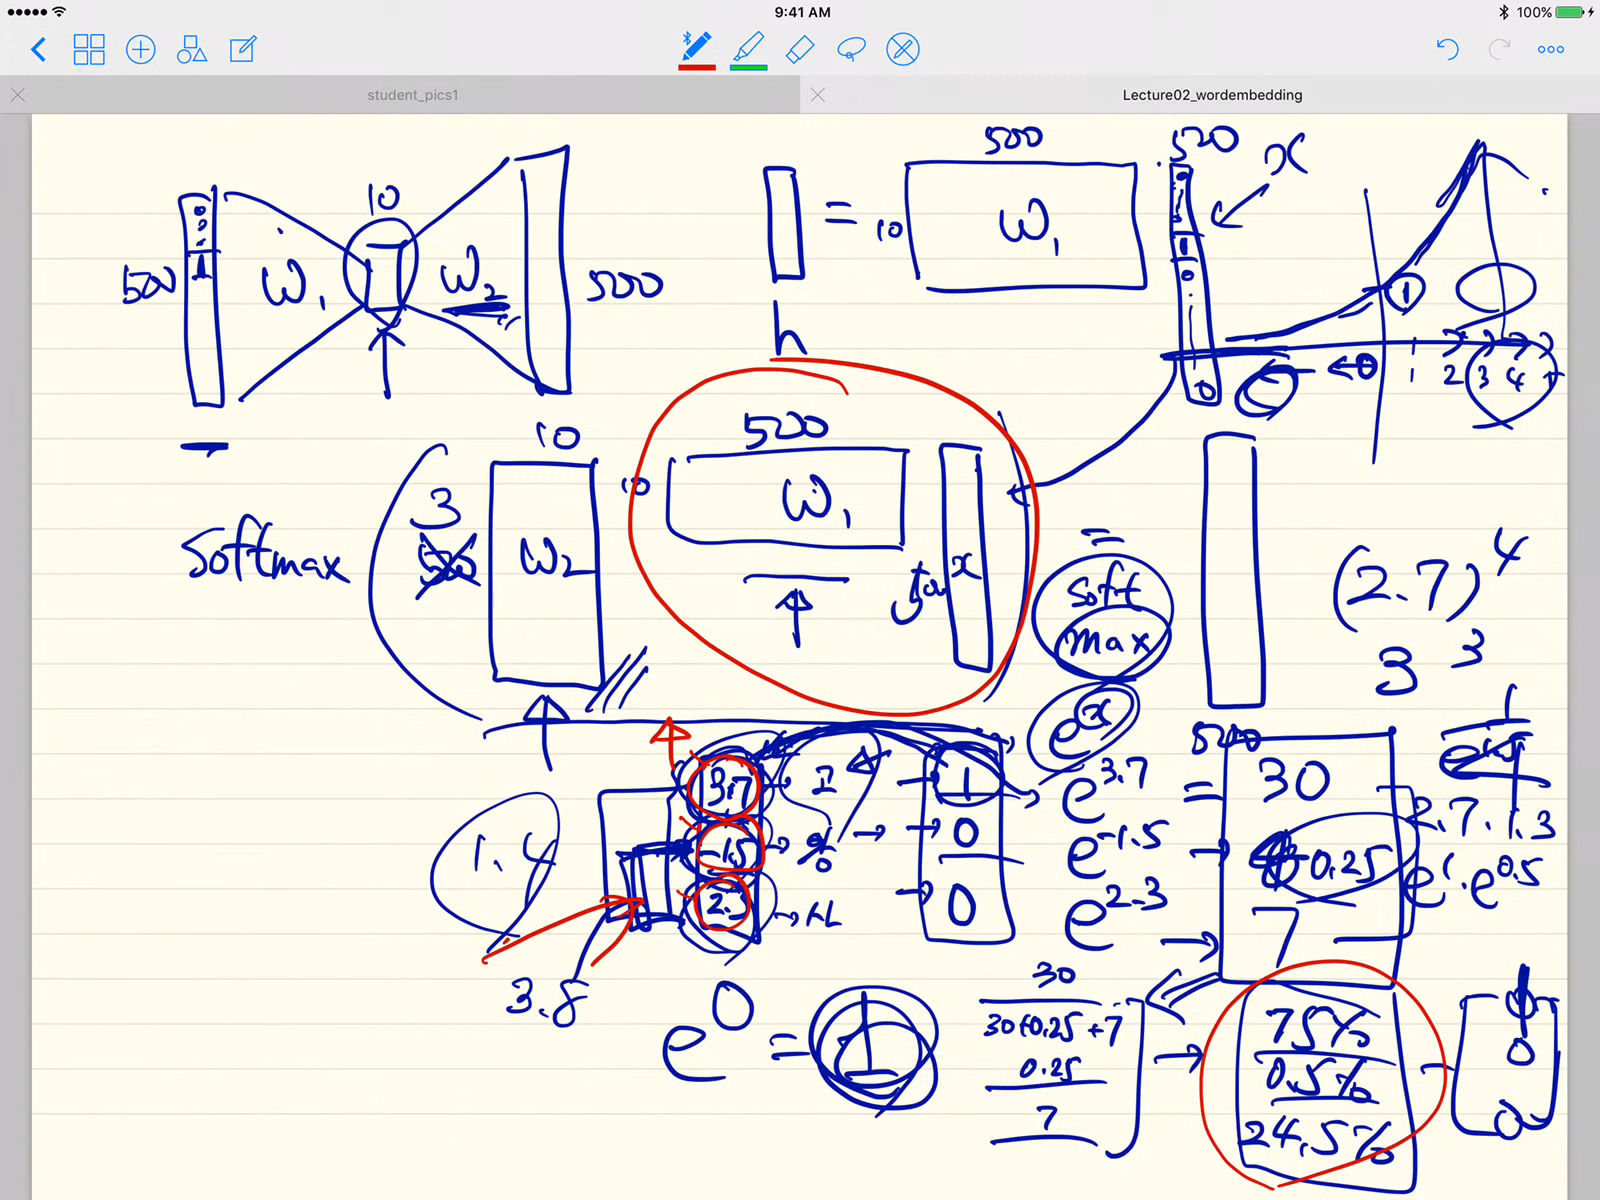 9:41 AM
100%
student_pics1
Lecture02_wordembedding
500
10
W1
W2
500
h
=
10
500
W1
520
x
1
0
1
2
3
4
10
3
W2
10
500
W1
x
Softmax
=
soft
max
e^x
(2.7)^4
3^3
3.7
-1.5
2.3
1
0
0
e^3.7
e^-1.5
e^2.3
=
30
0.25
7
2.7.1.3
e^1.e^0.5
1.4
3.8
e^0 = 1
30
30+0.25+7
0.25
7
75%
0.5%
24.5%
0
0